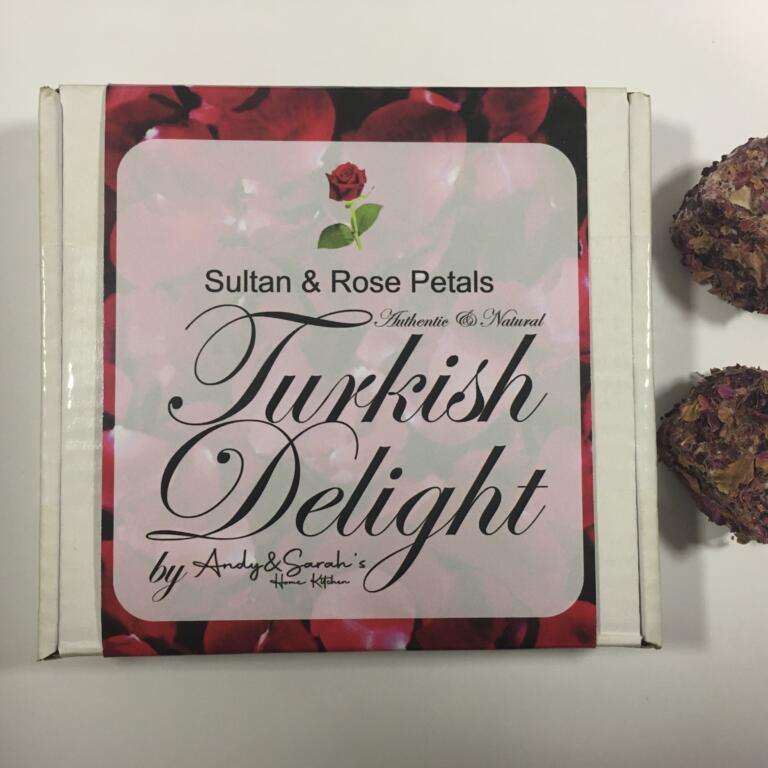 Sultan & Rose Petals
Authentic & Natural
Turkish
Delight
by Andy&Sarah's
Home Kitchen